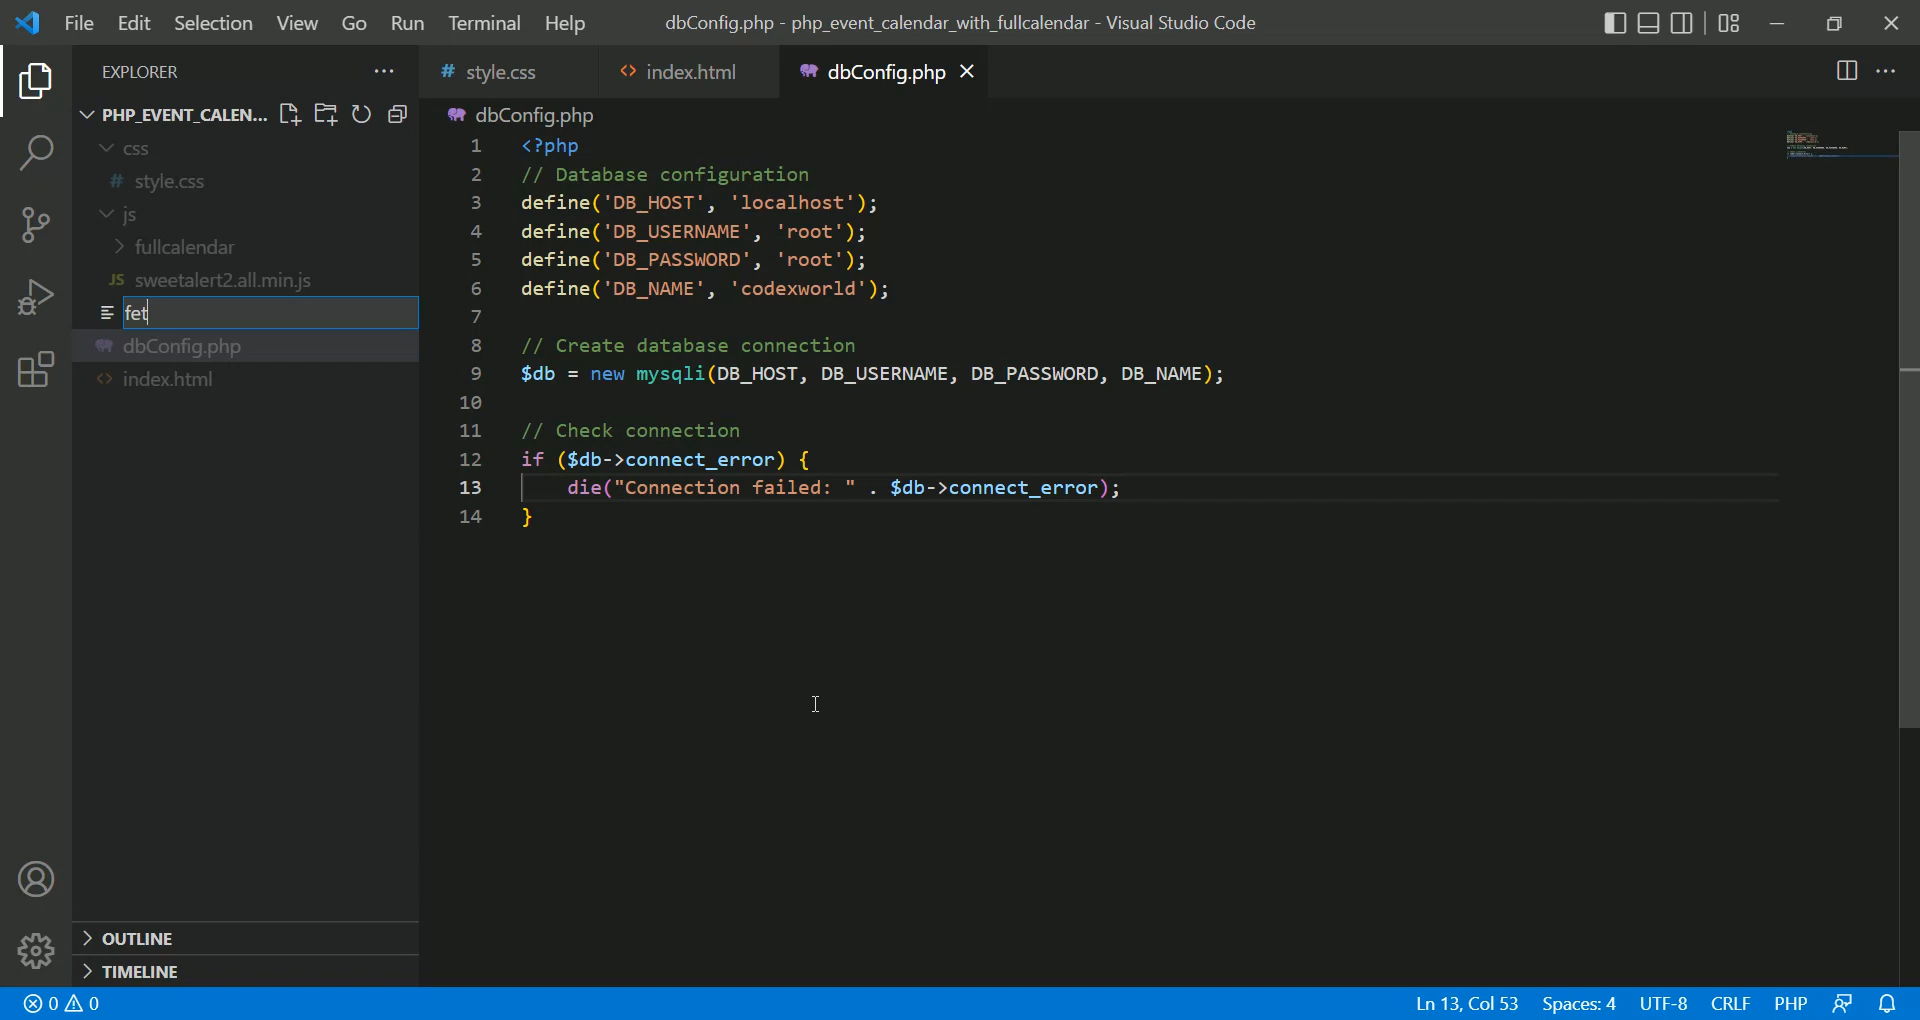 File Edit Selection View Go Run Terminal Help dbConfig.php - php_event_calendar_with_fullcalendar - Visual Studio Code
EXPLORER
PHP_EVENT_CALEN...
css
# style.css
js
fullcalendar
JS sweetalert2.all.min.js
fet
dbConfig.php
index.html
OUTLINE
TIMELINE
# style.css <> index.html dbConfig.php
dbConfig.php
1 <?php
2 // Database configuration
3 define('DB_HOST', 'localhost');
4 define('DB_USERNAME', 'root');
5 define('DB_PASSWORD', 'root');
6 define('DB_NAME', 'codexworld');
7
8 // Create database connection
9 $db = new mysqli(DB_HOST, DB_USERNAME, DB_PASSWORD, DB_NAME);
10
11 // Check connection
12 if ($db->connect_error) {
13 die("Connection failed: " . $db->connect_error);
14 }
0 0 Ln 13, Col 53 Spaces: 4 UTF-8 CRLF PHP